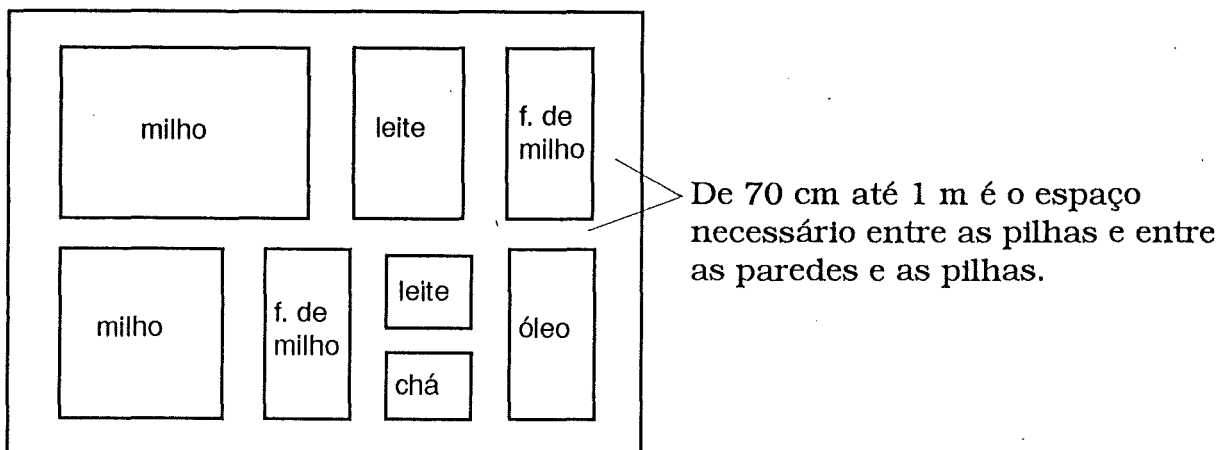 milho
leite
f. de
milho
De 70 cm até 1 m é o espaço
necessário entre as pilhas e entre
as paredes e as pilhas.
milho
f. de
milho
leite
chá
óleo